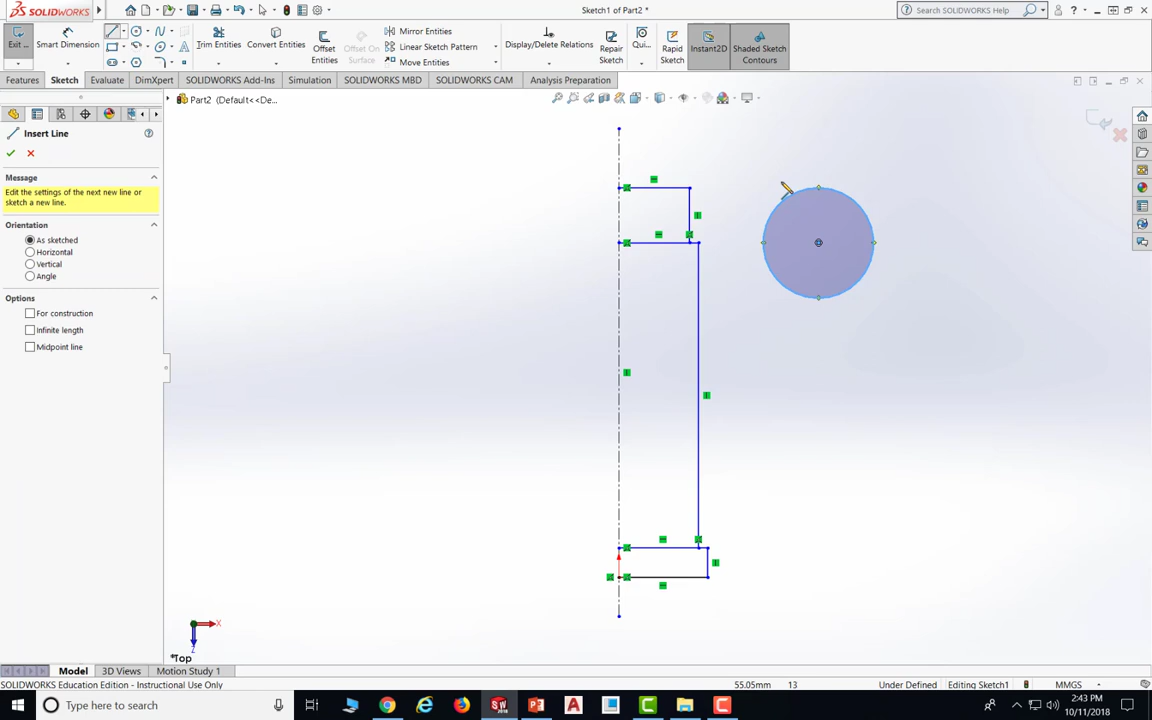 SOLIDWORKS
Sketch1 of Part2 *
Search SOLIDWORKS Help
Exit ...
Smart Dimension
Trim Entities
Convert Entities
Offset Entities
Offset On Surface
Mirror Entities
Linear Sketch Pattern
Move Entities
Display/Delete Relations
Repair Sketch
Qui...
Rapid Sketch
Instant2D
Shaded Sketch Contours
Features
Sketch
Evaluate
DimXpert
SOLIDWORKS Add-Ins
Simulation
SOLIDWORKS MBD
SOLIDWORKS CAM
Analysis Preparation
Part2 (Default<<De...
Insert Line
Message
Edit the settings of the next new line or
sketch a new line.
Orientation
As sketched
Horizontal
Vertical
Angle
Options
For construction
Infinite length
Midpoint line
X
Z
*Top
Model
3D Views
Motion Study 1
SOLIDWORKS Education Edition - Instructional Use Only
55.05mm
13
Under Defined
Editing Sketch1
MMGS
Type here to search
2:43 PM
10/11/2018